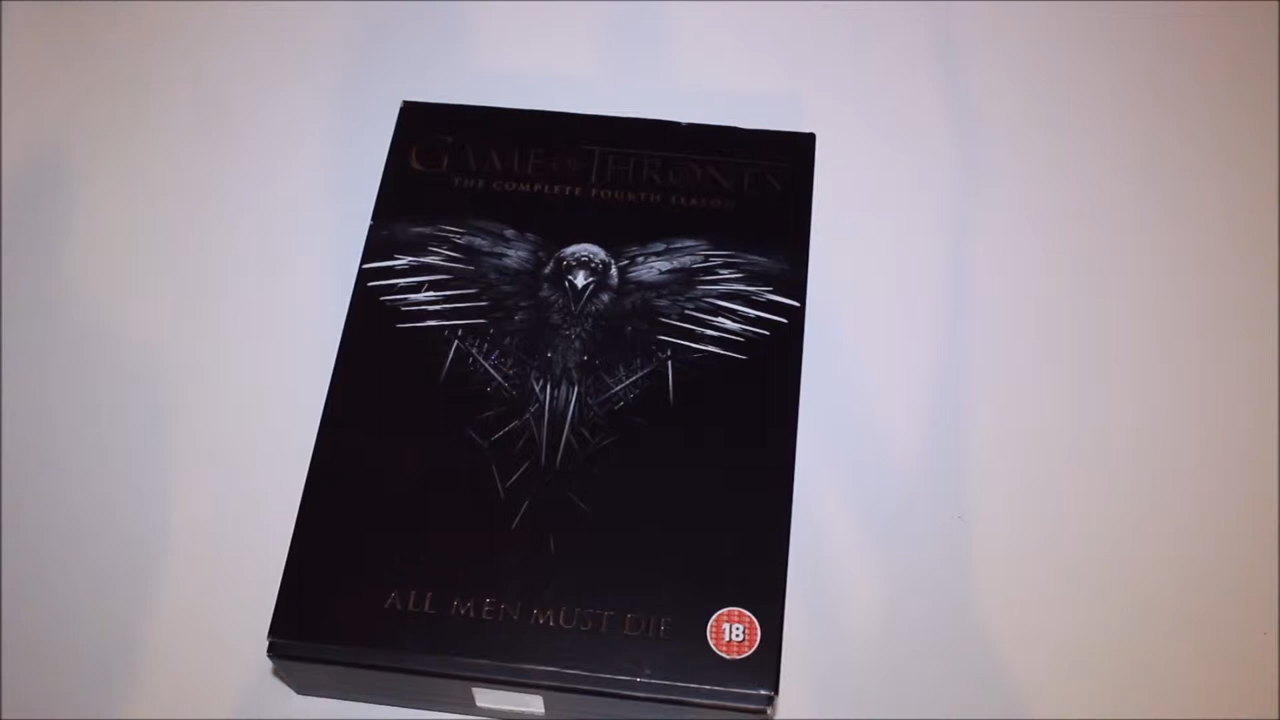 GAME OF THRONES
THE COMPLETE FOURTH SEASON
ALL MEN MUST DIE
18